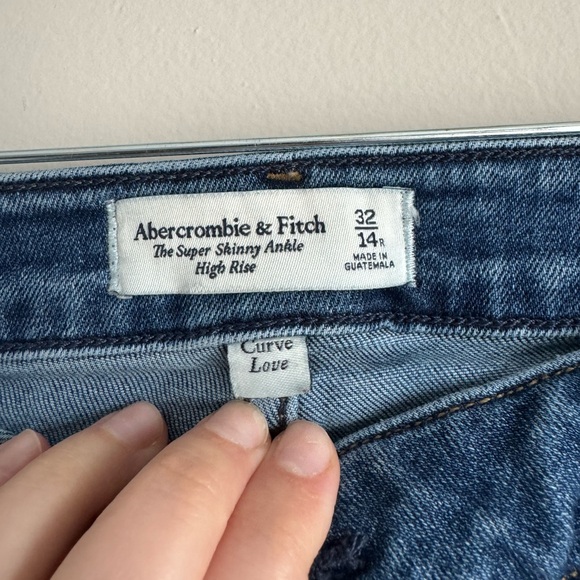 Abercrombie & Fitch
The Super Skinny Ankle
High Rise
32
14R
MADE IN
GUATEMALA
Curve
Love